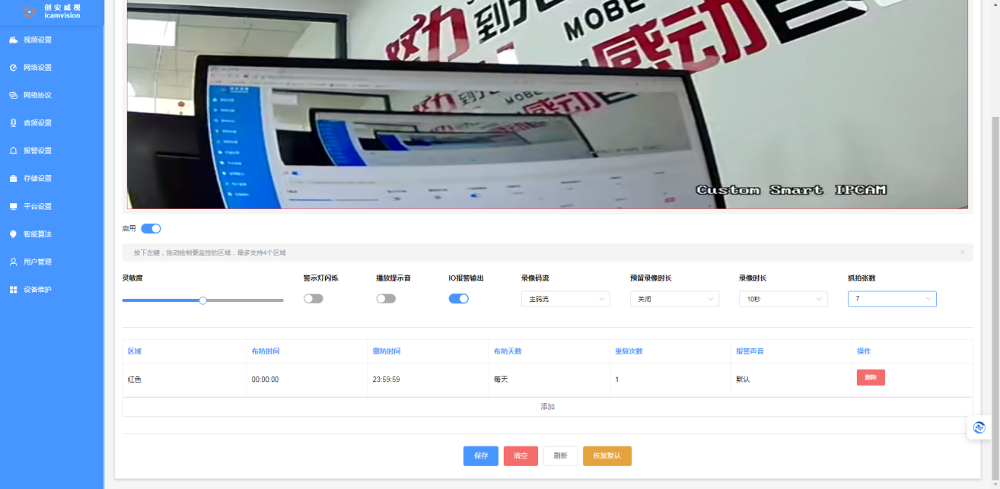 创安威视
icamvision
视频设置
网络设置
网络协议
音频设置
报警设置
存储设置
平台设置
智能算法
用户管理
设备维护
努力到
MOBE
感动
Custom Smart IPCAM
启用
按下左键，拖动绘制要监控的区域，最多支持4个区域
灵敏度 警示灯闪烁 播放提示音 IO报警输出 录像码流 预留录像时长 录像时长 抓拍张数
主码流 关闭 10秒 7
区域 布防时间 撤防时间 布防天数 重复次数 报警声音 操作
红色 00:00:00 23:59:59 每天 1 默认 删除
添加
保存 清空 刷新 恢复默认